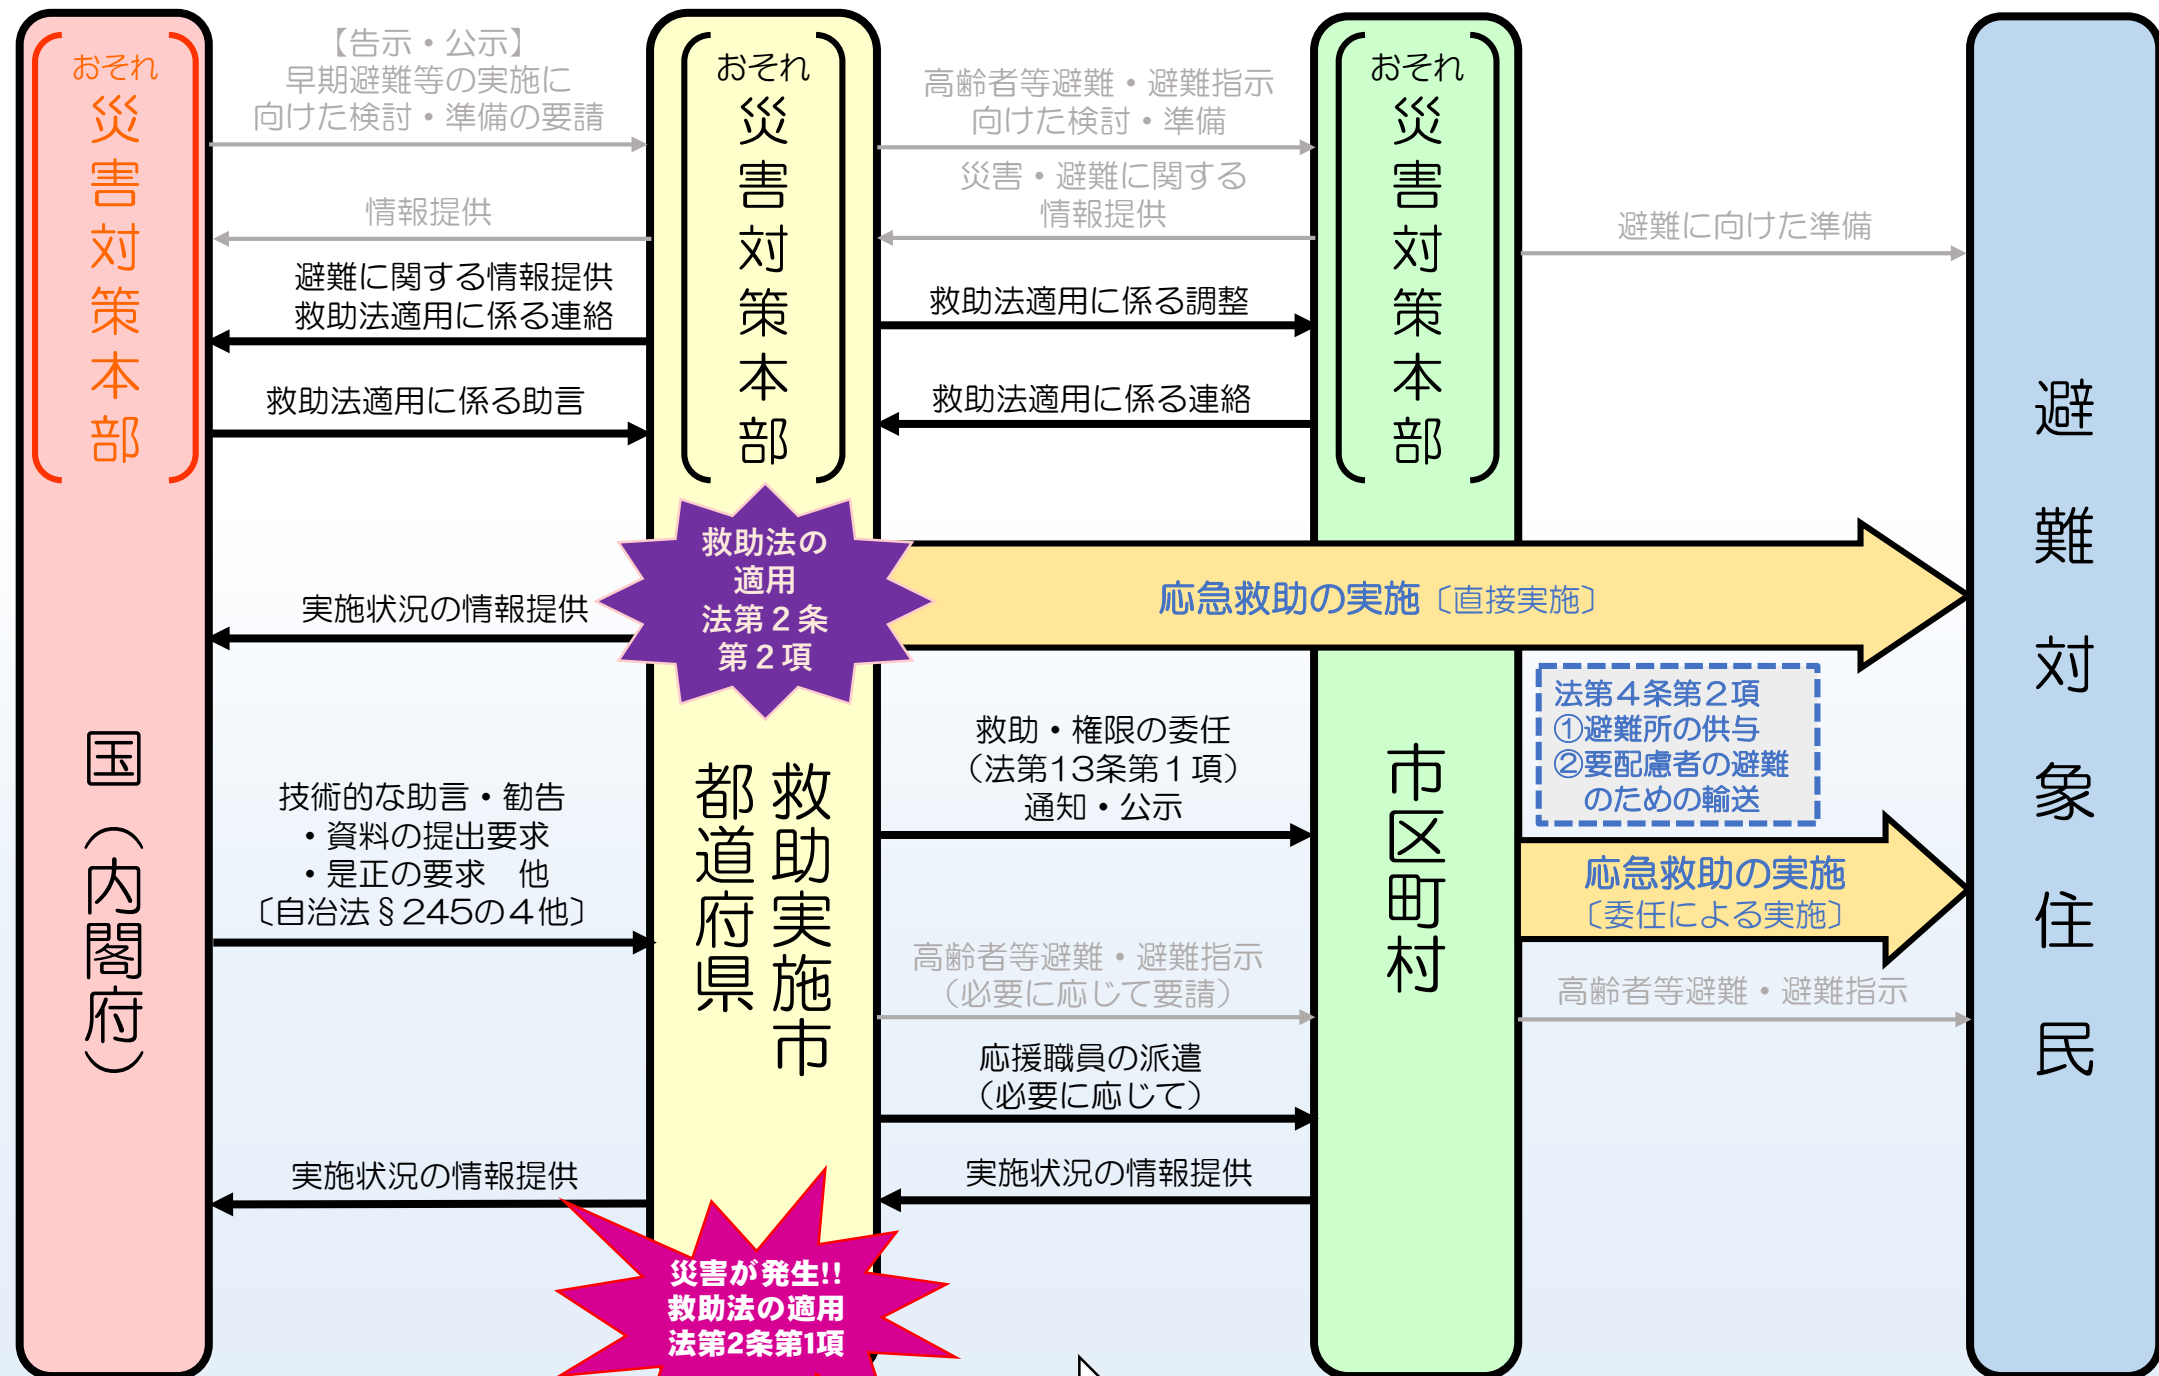 おそれ
災害対策本部
国（内閣府）
【告示・公示】
早期避難等の実施に
向けた検討・準備の要請
情報提供
避難に関する情報提供
救助法適用に係る連絡
救助法適用に係る助言
実施状況の情報提供
技術的な助言・勧告
・資料の提出要求
・是正の要求　他
〔自治法§245の４他〕
実施状況の情報提供
おそれ
災害対策本部
救助法の
適用
法第２条
第２項
救助実施市
都道府県
災害が発生!!
救助法の適用
法第2条第1項
高齢者等避難・避難指示
向けた検討・準備
災害・避難に関する
情報提供
救助法適用に係る調整
救助法適用に係る連絡
応急救助の実施〔直接実施〕
救助・権限の委任
（法第13条第１項）
通知・公示
高齢者等避難・避難指示
（必要に応じて要請）
応援職員の派遣
（必要に応じて）
実施状況の情報提供
おそれ
災害対策本部
市区町村
避難に向けた準備
法第４条第２項
①避難所の供与
②要配慮者の避難
のための輸送
応急救助の実施
〔委任による実施〕
高齢者等避難・避難指示
避難対象住民